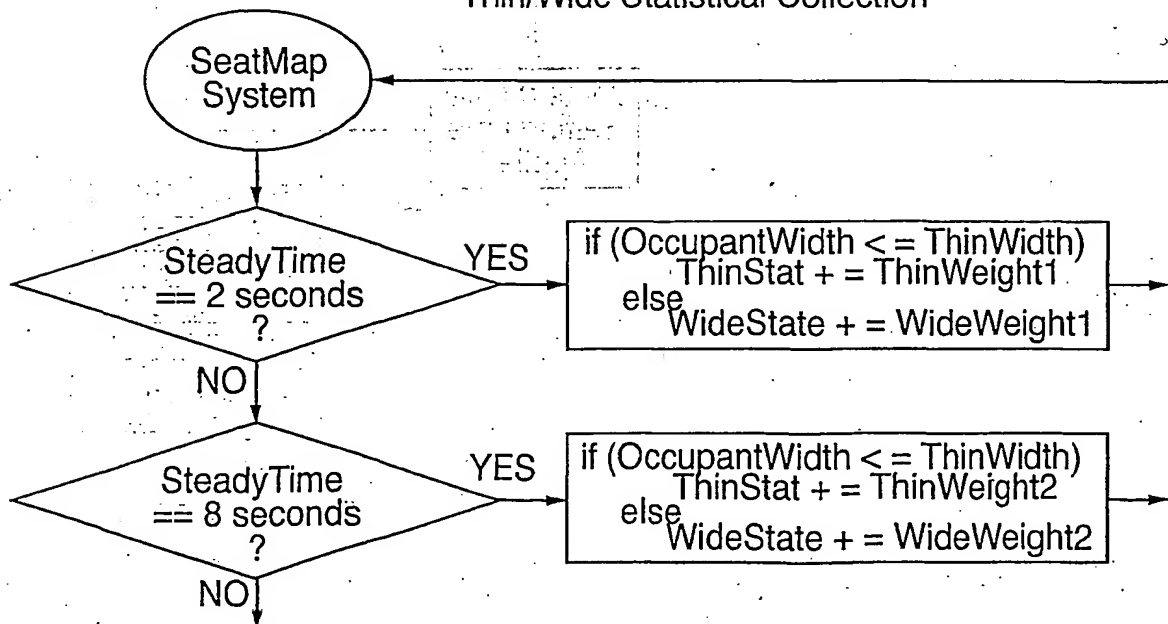 Thin/Wide Statistical Collection
SeatMap
System
SteadyTime
== 2 seconds
?
YES
if (OccupantWidth < = ThinWidth)
ThinStat + = ThinWeight1
else
WideState + = WideWeight1
NO
SteadyTime
== 8 seconds
?
YES
if (OccupantWidth < = ThinWidth)
ThinStat + = ThinWeight2
else
WideState + = WideWeight2
NO